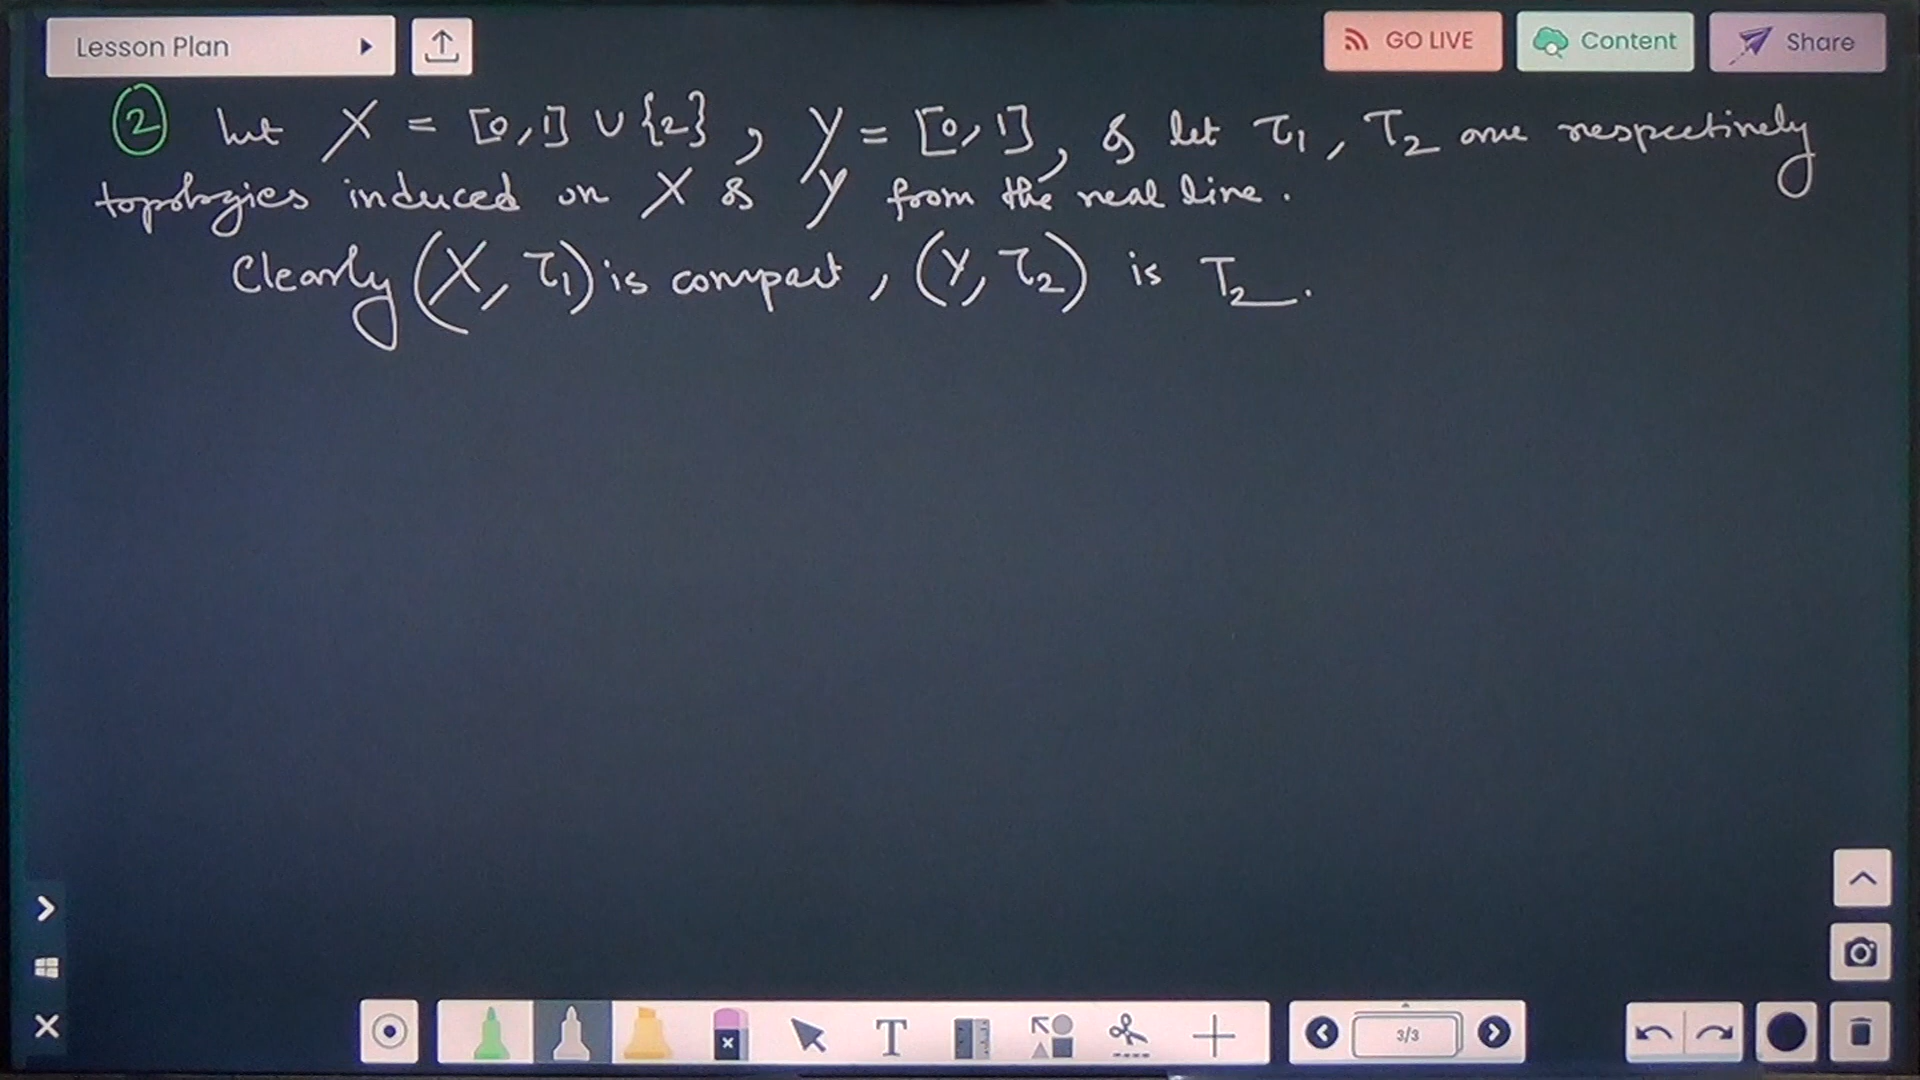 Lesson Plan
GO LIVE
Content
Share
② Let X = [0,1] ∪ {2}, Y = [0,1], & let τ₁, τ₂ are respectively
topologies induced on X & Y from the real line.
Clearly (X, τ₁) is compact, (Y, τ₂) is T₂.
T
3/3